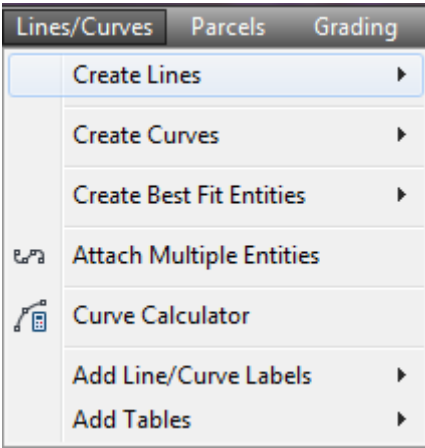 Lines/Curves Parcels Grading
Create Lines
Create Curves
Create Best Fit Entities
Attach Multiple Entities
Curve Calculator
Add Line/Curve Labels
Add Tables